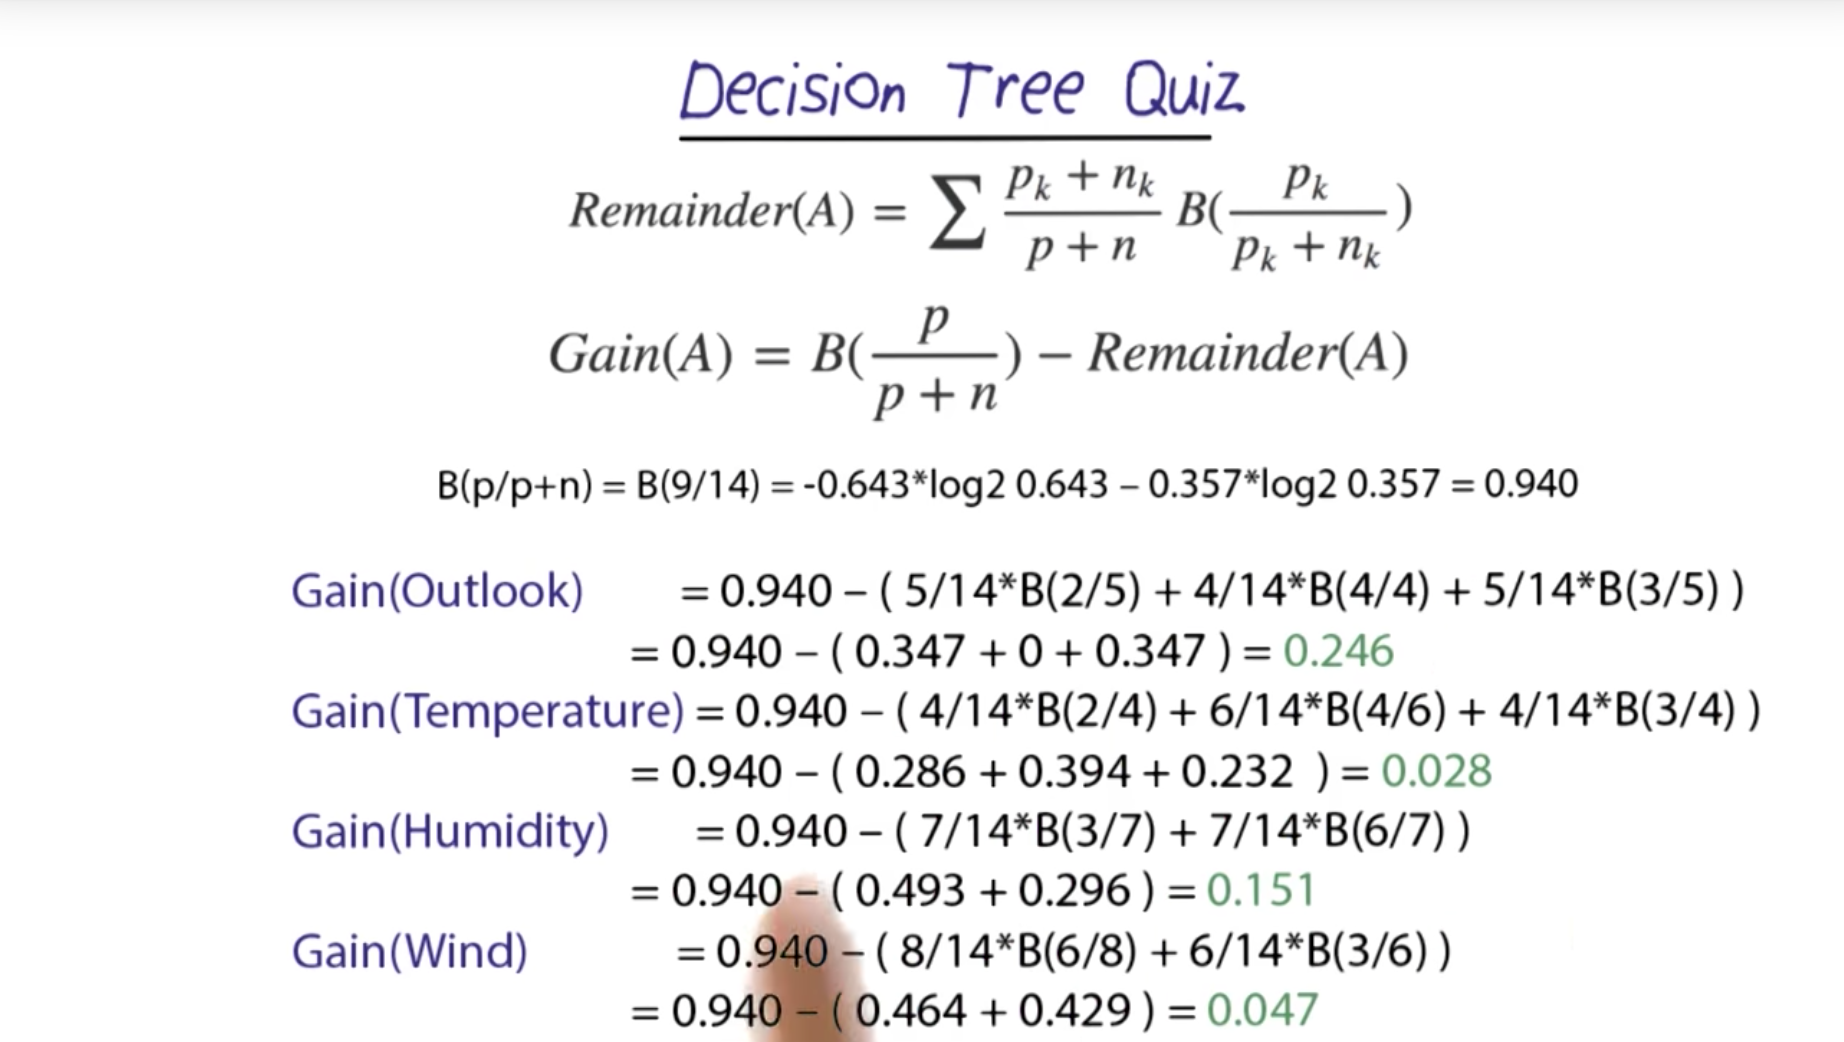 Decision Tree Quiz
Remainder(A) = ∑ (p_k + n_k)/(p + n) B(p_k/(p_k + n_k))
Gain(A) = B(p/(p + n)) − Remainder(A)
B(p/p+n) = B(9/14) = -0.643*log2 0.643 – 0.357*log2 0.357 = 0.940
Gain(Outlook) = 0.940 – ( 5/14*B(2/5) + 4/14*B(4/4) + 5/14*B(3/5) )
= 0.940 – ( 0.347 + 0 + 0.347 ) = 0.246
Gain(Temperature) = 0.940 – ( 4/14*B(2/4) + 6/14*B(4/6) + 4/14*B(3/4) )
= 0.940 – ( 0.286 + 0.394 + 0.232 ) = 0.028
Gain(Humidity) = 0.940 – ( 7/14*B(3/7) + 7/14*B(6/7) )
= 0.940 – ( 0.493 + 0.296 ) = 0.151
Gain(Wind) = 0.940 – ( 8/14*B(6/8) + 6/14*B(3/6) )
= 0.940 – ( 0.464 + 0.429 ) = 0.047